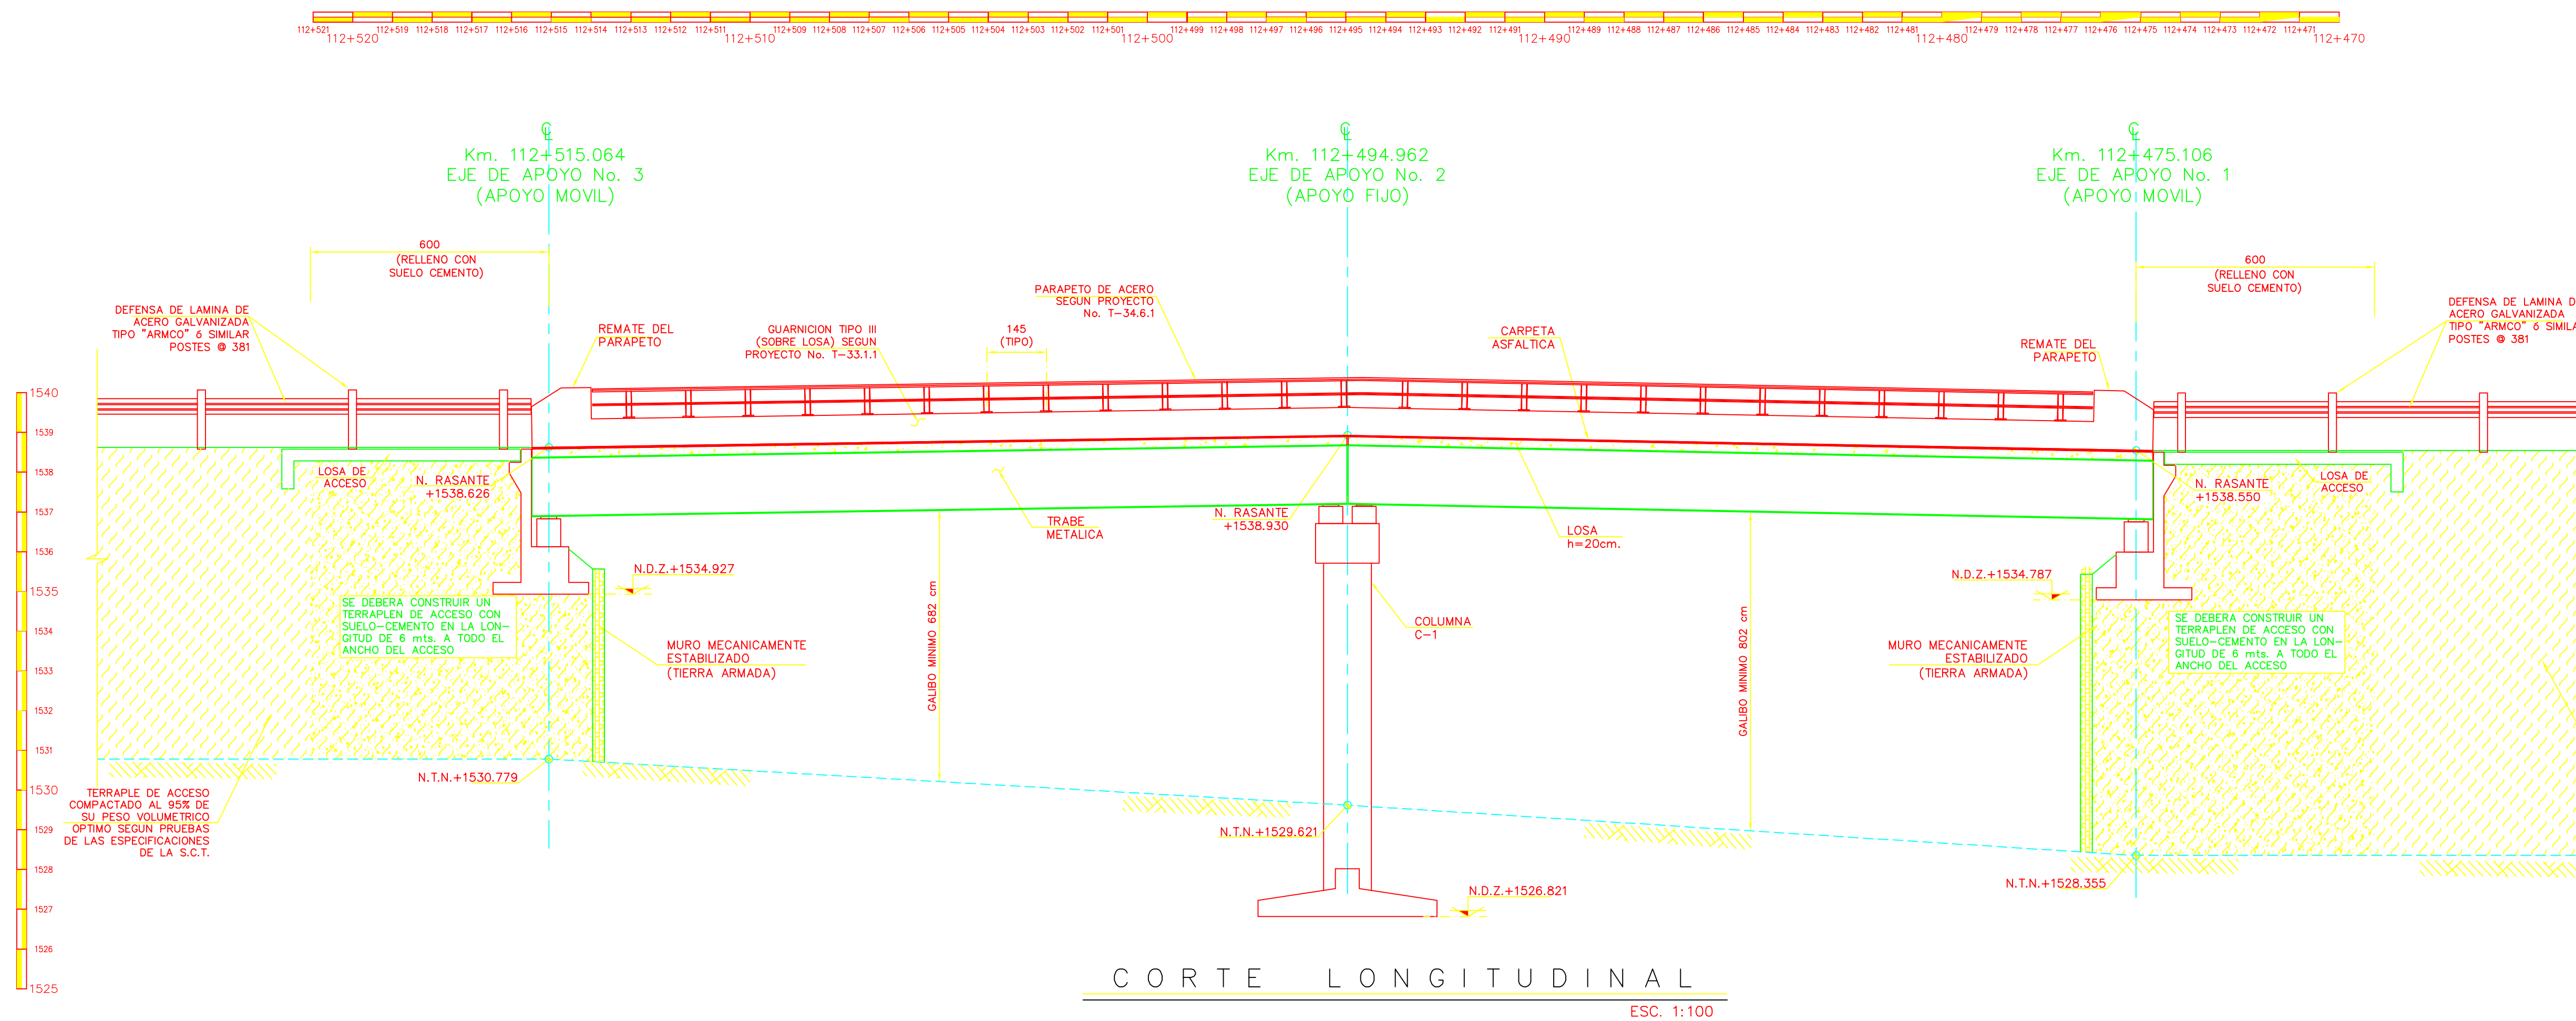 112+521 112+519 112+518 112+517 112+516 112+515 112+514 112+513 112+512 112+511 112+509 112+508 112+507 112+506 112+505 112+504 112+503 112+502 112+501 112+499 112+498 112+497 112+496 112+495 112+494 112+493 112+492 112+491 112+489 112+488 112+487 112+486 112+485 112+484 112+483 112+482 112+481 112+479 112+478 112+477 112+476 112+475 112+474 112+473 112+472 112+471
112+520 112+510 112+500 112+490 112+480 112+470
Km. 112+515.064
EJE DE APOYO No. 3
(APOYO MOVIL)
Km. 112+494.962
EJE DE APOYO No. 2
(APOYO FIJO)
Km. 112+475.106
EJE DE APOYO No. 1
(APOYO MOVIL)
600
(RELLENO CON
SUELO CEMENTO)
600
(RELLENO CON
SUELO CEMENTO)
DEFENSA DE LAMINA DE
ACERO GALVANIZADA
TIPO "ARMCO" ó SIMILAR
POSTES @ 381
REMATE DEL
PARAPETO
GUARNICION TIPO III
(SOBRE LOSA) SEGUN
PROYECTO No. T-33.1.1
145
(TIPO)
PARAPETO DE ACERO
SEGUN PROYECTO
No. T-34.6.1
CARPETA
ASFALTICA
REMATE DEL
PARAPETO
DEFENSA DE LAMINA D
ACERO GALVANIZADA
TIPO "ARMCO" ó SIMILA
POSTES @ 381
1540
1539
1538
1537
1536
1535
1534
1533
1532
1531
1530
1529
1528
1527
1526
1525
LOSA DE
ACCESO
N. RASANTE
+1538.626
TRABE
METALICA
N. RASANTE
+1538.930
LOSA
h=20cm.
N. RASANTE
+1538.550
LOSA DE
ACCESO
N.D.Z.+1534.927
N.D.Z.+1534.787
SE DEBERA CONSTRUIR UN
TERRAPLEN DE ACCESO CON
SUELO-CEMENTO EN LA LON-
GITUD DE 6 mts. A TODO EL
ANCHO DEL ACCESO
MURO MECANICAMENTE
ESTABILIZADO
(TIERRA ARMADA)
GALIBO MINIMO 682 cm
COLUMNA
C-1
GALIBO MINIMO 802 cm
MURO MECANICAMENTE
ESTABILIZADO
(TIERRA ARMADA)
SE DEBERA CONSTRUIR UN
TERRAPLEN DE ACCESO CON
SUELO-CEMENTO EN LA LON-
GITUD DE 6 mts. A TODO EL
ANCHO DEL ACCESO
N.T.N.+1530.779
TERRAPLE DE ACCESO
COMPACTADO AL 95% DE
SU PESO VOLUMETRICO
OPTIMO SEGUN PRUEBAS
DE LAS ESPECIFICACIONES
DE LA S.C.T.
N.T.N.+1529.621
N.D.Z.+1526.821
N.T.N.+1528.355
CORTE LONGITUDINAL
ESC. 1:100